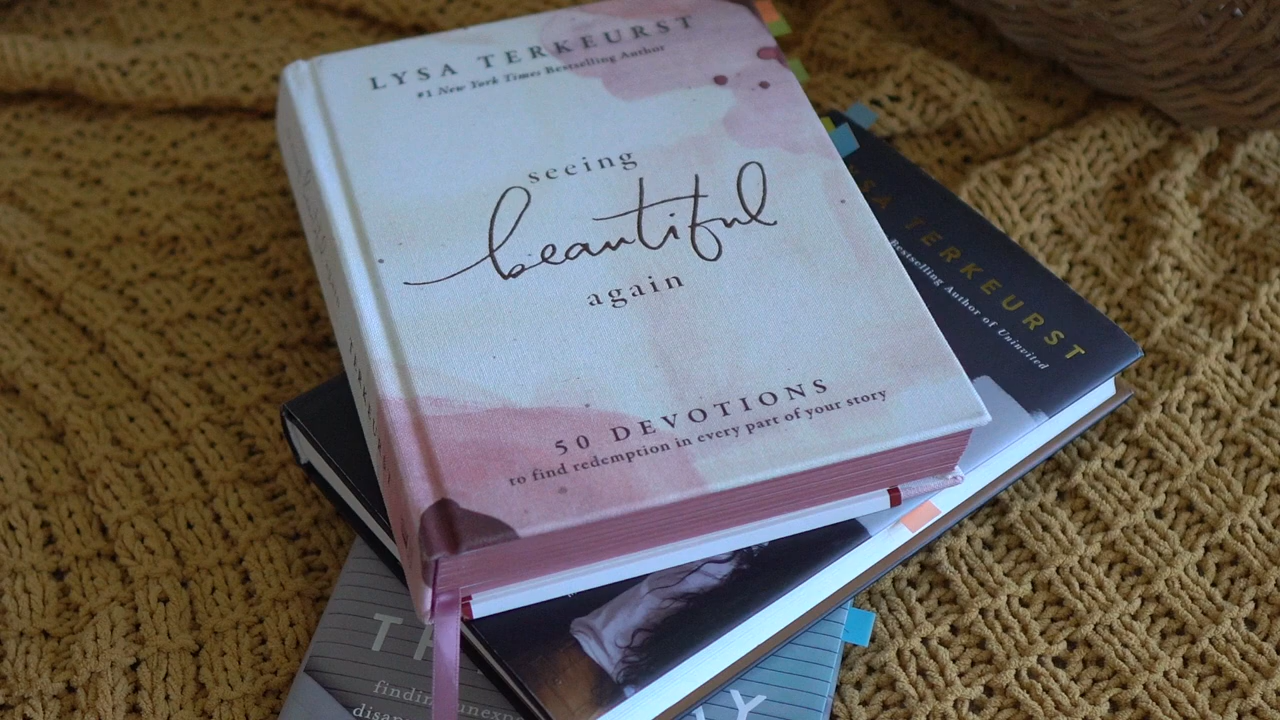 LYSA TERKEURST
#1 New York Times Bestselling Author
seeing
beautiful
again
50 DEVOTIONS
to find redemption in every part of your story
TERKEURST
Bestselling Author of Uninvited
finding